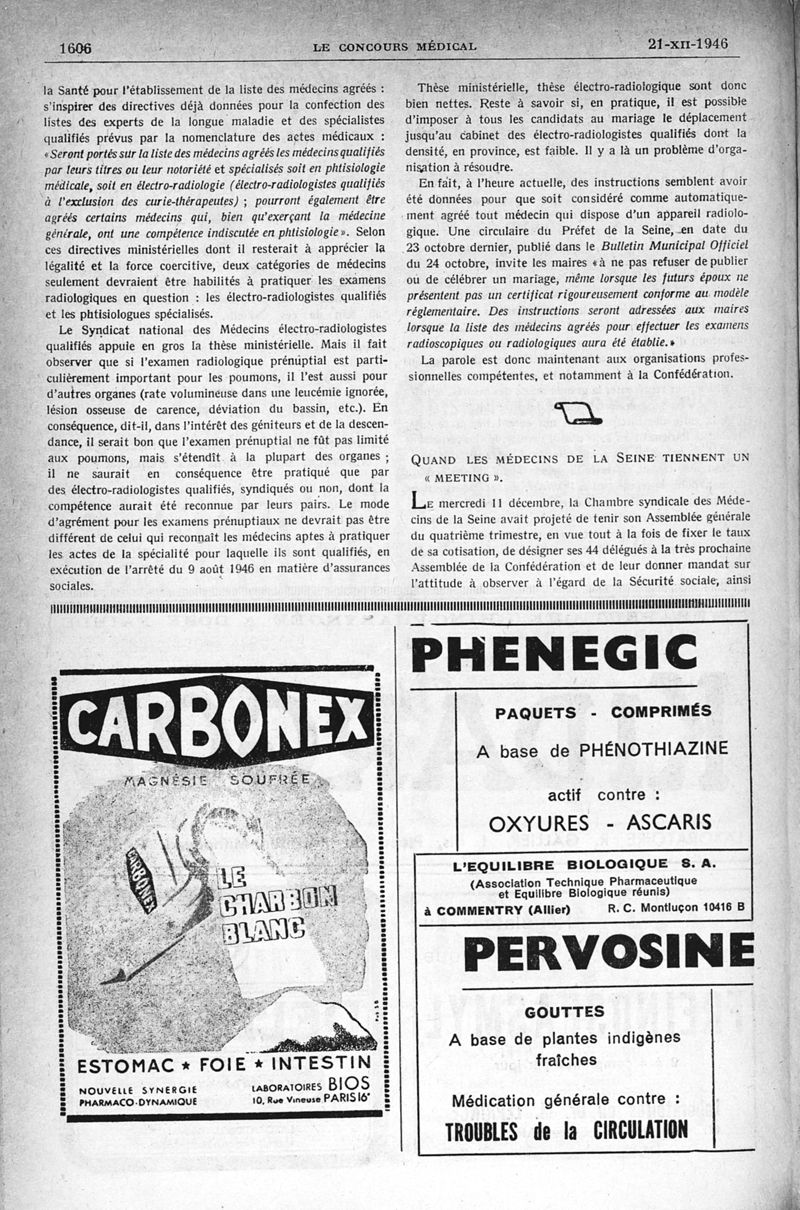 1606
LE CONCOURS MÉDICAL
21-XII-1946
la Santé pour l'établissement de la liste des médecins agréés :
s'inspirer des directives déjà données pour la confection des
listes des experts de la longue maladie et des spécialistes
qualifiés prévus par la nomenclature des actes médicaux :
«Seront portés sur la liste des médecins agréés les médecins qualifiés
par leurs titres ou leur notoriété et spécialisés soit en phtisiologie
médicale, soit en électro-radiologie (électro-radiologistes qualifiés
à l'exclusion des curie-thérapeutes) ; pourront également être
agréés certains médecins qui, bien qu'exerçant la médecine
générale, ont une compétence indiscutée en phtisiologie». Selon
ces directives ministérielles dont il resterait à apprécier la
légalité et la force coercitive, deux catégories de médecins
seulement devraient être habilités à pratiquer les examens
radiologiques en question : les électro-radiologistes qualifiés
et les phtisiologues spécialisés.
Le Syndicat national des Médecins électro-radiologistes
qualifiés appuie en gros la thèse ministérielle. Mais il fait
observer que si l'examen radiologique prénuptial est parti-
culièrement important pour les poumons, il l'est aussi pour
d'autres organes (rate volumineuse dans une leucémie ignorée,
lésion osseuse de carence, déviation du bassin, etc.). En
conséquence, dit-il, dans l'intérêt des géniteurs et de la descen-
dance, il serait bon que l'examen prénuptial ne fût pas limité
aux poumons, mais s'étendît à la plupart des organes ;
il ne saurait en conséquence être pratiqué que par
des électro-radiologistes qualifiés, syndiqués ou non, dont la
compétence aurait été reconnue par leurs pairs. Le mode
d'agrément pour les examens prénuptiaux ne devrait pas être
différent de celui qui reconnaît les médecins aptes à pratiquer
les actes de la spécialité pour laquelle ils sont qualifiés, en
exécution de l'arrêté du 9 août 1946 en matière d'assurances
sociales.
Thèse ministérielle, thèse électro-radiologique sont donc
bien nettes. Reste à savoir si, en pratique, il est possible
d'imposer à tous les candidats au mariage le déplacement
jusqu'au cabinet des électro-radiologistes qualifiés dont la
densité, en province, est faible. Il y a là un problème d'orga-
nisation à résoudre.
En fait, à l'heure actuelle, des instructions semblent avoir
été données pour que soit considéré comme automatique-
ment agréé tout médecin qui dispose d'un appareil radiolo-
gique. Une circulaire du Préfet de la Seine, en date du
23 octobre dernier, publié dans le Bulletin Municipal Officiel
du 24 octobre, invite les maires «à ne pas refuser de publier
ou de célébrer un mariage, même lorsque les futurs époux ne
présentent pas un certificat rigoureusement conforme au modèle
réglementaire. Des instructions seront adressées aux maires
lorsque la liste des médecins agréés pour effectuer les examens
radioscopiques ou radiologiques aura été établie.»
La parole est donc maintenant aux organisations profes-
sionnelles compétentes, et notamment à la Confédération.
QUAND LES MÉDECINS DE LA SEINE TIENNENT UN
« MEETING ».
LE mercredi 11 décembre, la Chambre syndicale des Méde-
cins de la Seine avait projeté de tenir son Assemblée générale
du quatrième trimestre, en vue tout à la fois de fixer le taux
de sa cotisation, de désigner ses 44 délégués à la très prochaine
Assemblée de la Confédération et de leur donner mandat sur
l'attitude à observer à l'égard de la Sécurité sociale, ainsi
CARBONEX
MAGNÉSIE SOUFRÉE
CARBONEX
LE
CHARBON
BLANC
ESTOMAC ★ FOIE ★ INTESTIN
NOUVELLE SYNERGIE
PHARMACO-DYNAMIQUE
LABORATOIRES BIOS
10, Rue Vineuse PARIS 16e
PHENEGIC
PAQUETS - COMPRIMÉS
A base de PHÉNOTHIAZINE
actif contre :
OXYURES - ASCARIS
L'EQUILIBRE BIOLOGIQUE S. A.
(Association Technique Pharmaceutique
et Equilibre Biologique réunis)
à COMMENTRY (Allier) R. C. Montluçon 10416 B
PERVOSINE
GOUTTES
A base de plantes indigènes
fraîches
Médication générale contre :
TROUBLES de la CIRCULATION